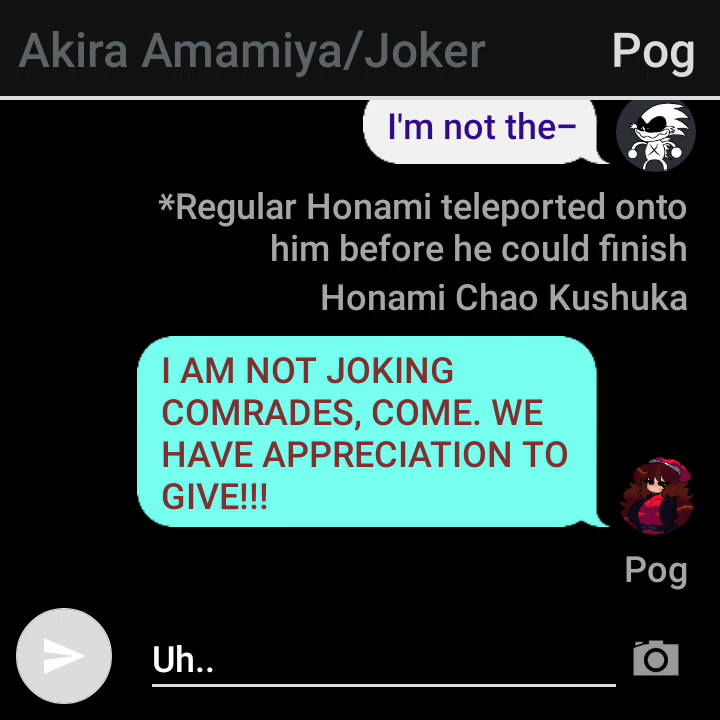 Akira Amamiya/Joker Pog
I'm not the–
*Regular Honami teleported onto
him before he could finish
Honami Chao Kushuka
I AM NOT JOKING
COMRADES, COME. WE
HAVE APPRECIATION TO
GIVE!!!
Pog
Uh..